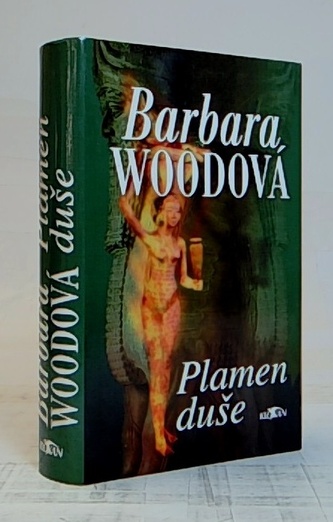 Barbara
WOODOVÁ
Plamen
duše
Barbara Plamen
WOODOVÁ duše